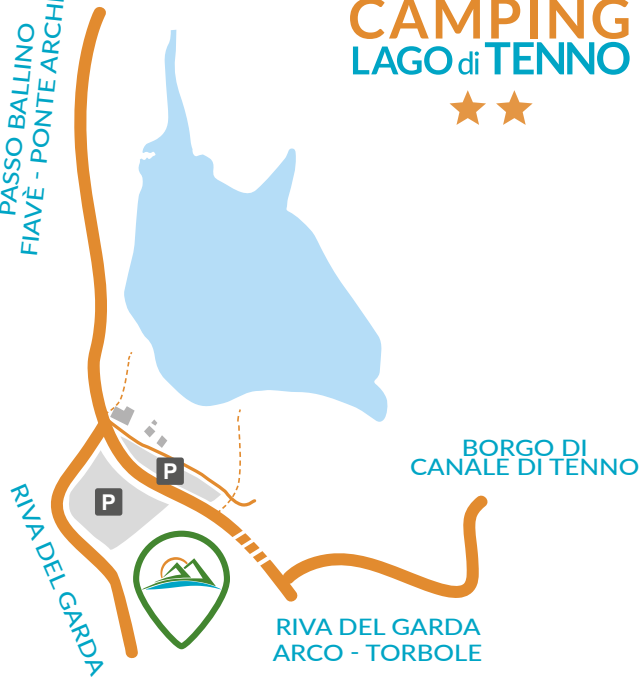 CAMPING
LAGO di TENNO
PASSO BALLINO
FIAVÈ - PONTE ARCHE
P
P
BORGO DI
CANALE DI TENNO
RIVA DEL GARDA
RIVA DEL GARDA
ARCO - TORBOLE